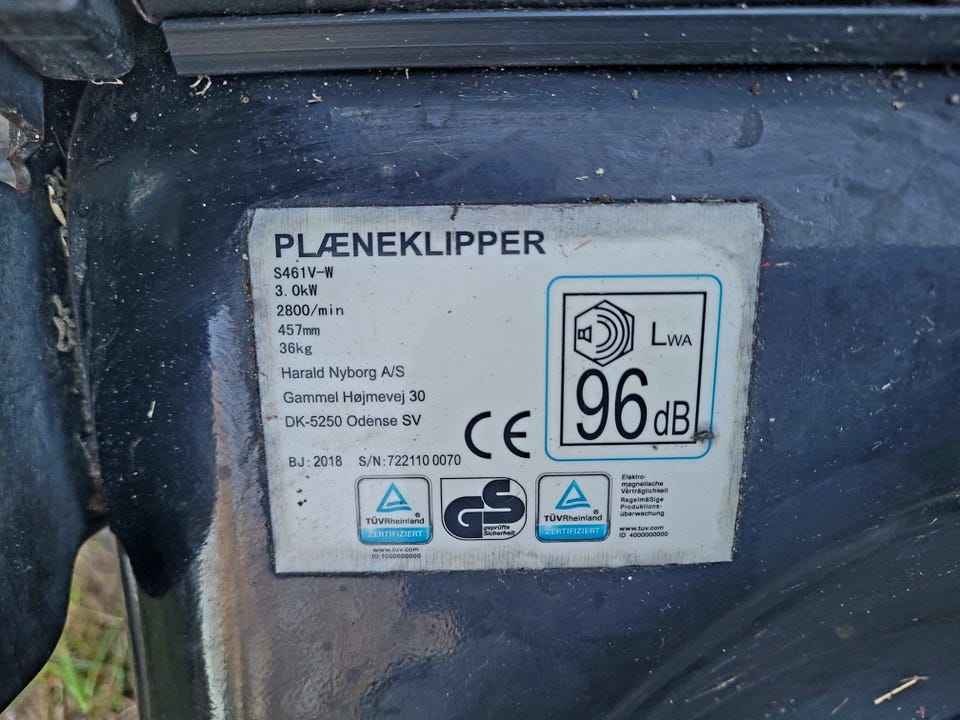 PLÆNEKLIPPER
S461V-W
3.0kW
2800/min
457mm
36kg
Harald Nyborg A/S
Gammel Højmevej 30
DK-5250 Odense SV
BJ: 2018 S/N:722110 0070
CE
LWA
96 dB
TÜVRheinland
ZERTIFIZIERT
www.tuv.com
ID 1000000000
GS
geprüfte
Sicherheit
TÜVRheinland
ZERTIFIZIERT
Elektro-
magnetische
Verträglichkeit
Regelmäßige
Produktions-
überwachung
www.tuv.com
ID 4000000000